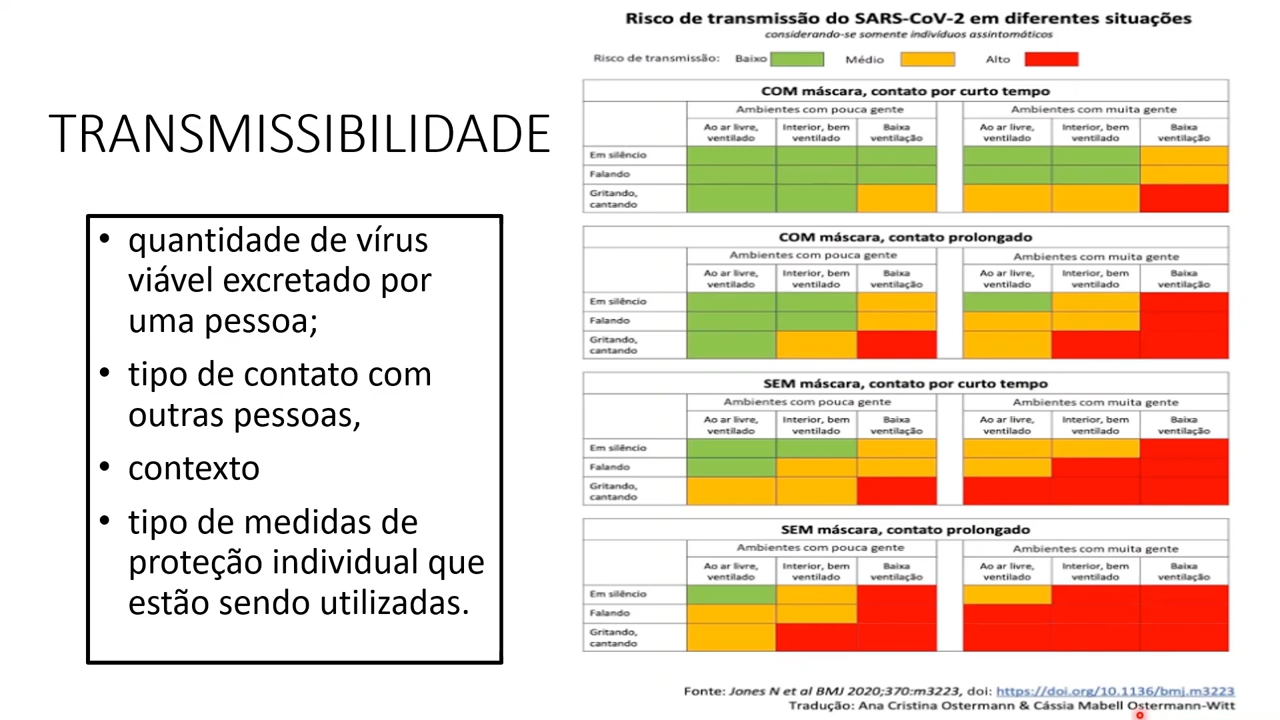 TRANSMISSIBILIDADE
• quantidade de vírus
viável excretado por
uma pessoa;
• tipo de contato com
outras pessoas,
• contexto
• tipo de medidas de
proteção individual que
estão sendo utilizadas.
Risco de transmissão do SARS-CoV-2 em diferentes situações
considerando-se somente indivíduos assintomáticos
Risco de transmissão: Baixo Médio Alto
COM máscara, contato por curto tempo
Ambientes com pouca gente Ambientes com muita gente
Ao ar livre, Interior, bem Baixa Ao ar livre, Interior, bem Baixa
ventilado ventilado ventilação ventilado ventilado ventilação
Em silêncio
Falando
Gritando,
cantando
COM máscara, contato prolongado
Ambientes com pouca gente Ambientes com muita gente
Ao ar livre, Interior, bem Baixa Ao ar livre, Interior, bem Baixa
ventilado ventilado ventilação ventilado ventilado ventilação
Em silêncio
Falando
Gritando,
cantando
SEM máscara, contato por curto tempo
Ambientes com pouca gente Ambientes com muita gente
Ao ar livre, Interior, bem Baixa Ao ar livre, Interior, bem Baixa
ventilado ventilado ventilação ventilado ventilado ventilação
Em silêncio
Falando
Gritando,
cantando
SEM máscara, contato prolongado
Ambientes com pouca gente Ambientes com muita gente
Ao ar livre, Interior, bem Baixa Ao ar livre, Interior, bem Baixa
ventilado ventilado ventilação ventilado ventilado ventilação
Em silêncio
Falando
Gritando,
cantando
Fonte: Jones N et al BMJ 2020;370:m3223, doi: https://doi.org/10.1136/bmj.m3223
Tradução: Ana Cristina Ostermann & Cássia Mabell Ostermann-Witt